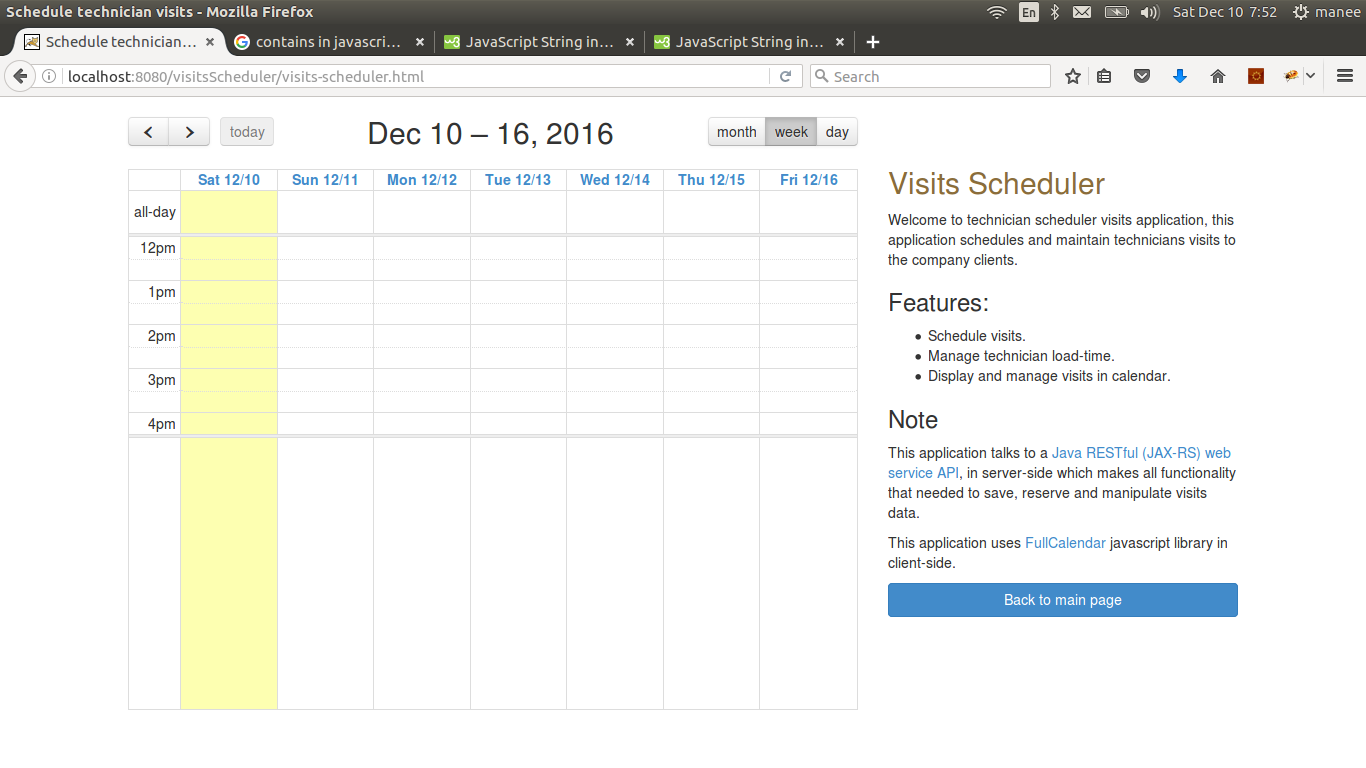 Schedule technician visits - Mozilla Firefox
En
Sat Dec 10 7:52
manee
Schedule technician...
contains in javascri...
JavaScript String in...
JavaScript String in...
localhost:8080/visitsScheduler/visits-scheduler.html
Search
today
Dec 10 – 16, 2016
month
week
day
Sat 12/10
Sun 12/11
Mon 12/12
Tue 12/13
Wed 12/14
Thu 12/15
Fri 12/16
all-day
12pm
1pm
2pm
3pm
4pm
Visits Scheduler
Welcome to technician scheduler visits application, this
application schedules and maintain technicians visits to
the company clients.
Features:
Schedule visits.
Manage technician load-time.
Display and manage visits in calendar.
Note
This application talks to a Java RESTful (JAX-RS) web
service API, in server-side which makes all functionality
that needed to save, reserve and manipulate visits
data.
This application uses FullCalendar javascript library in
client-side.
Back to main page